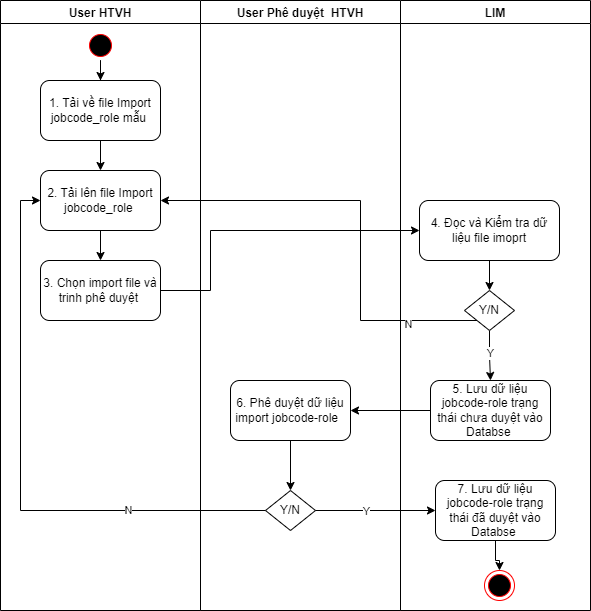 User HTVH
User Phê duyệt  HTVH
LIM
1. Tải về file Import
jobcode_role mẫu
2. Tải lên file Import
jobcode_role
3. Chọn import file và
trình phê duyệt
4. Đọc và Kiểm tra dữ
liệu file imoprt
Y/N
N
Y
5. Lưu dữ liệu
jobcode-role trạng
thái chưa duyệt vào
Databse
6. Phê duyệt dữ liệu
import jobcode-role
Y/N
N
Y
7. Lưu dữ liệu
jobcode-role trạng
thái đã duyệt vào
Databse